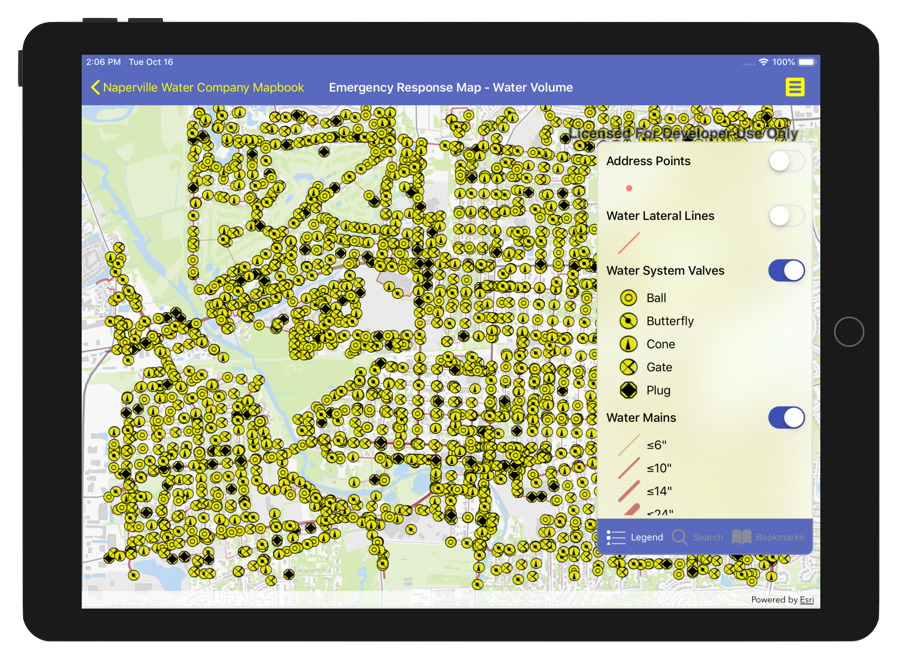 2:06 PM Tue Oct 16
100%
Naperville Water Company Mapbook
Emergency Response Map - Water Volume
Licensed For Developer Use Only
Address Points
Water Lateral Lines
Water System Valves
Ball
Butterfly
Cone
Gate
Plug
Water Mains
≤6"
≤10"
≤14"
≤24"
Legend Search Bookmarks
Powered by Esri